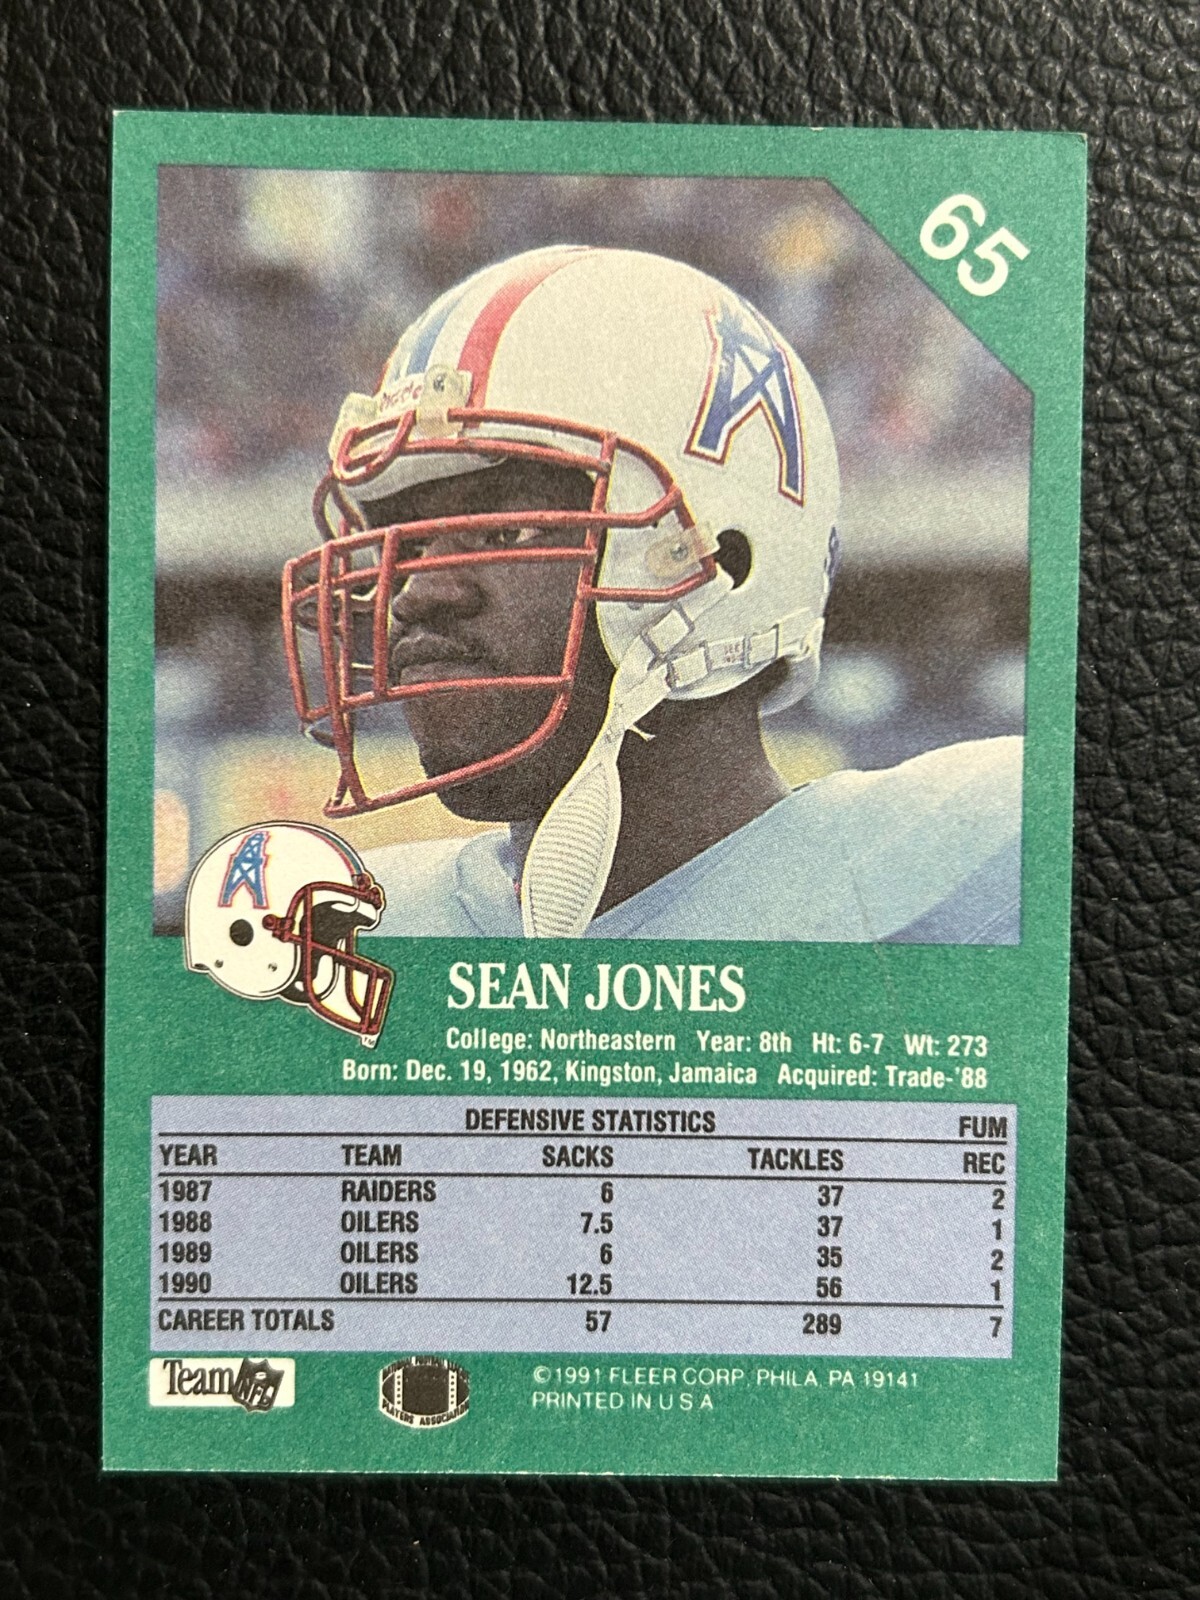 65
SEAN JONES
College: Northeastern Year: 8th Ht: 6-7 Wt: 273
Born: Dec. 19, 1962, Kingston, Jamaica Acquired: Trade-'88
DEFENSIVE STATISTICS FUM
YEAR TEAM SACKS TACKLES REC
1987 RAIDERS 6 37 2
1988 OILERS 7.5 37 1
1989 OILERS 6 35 2
1990 OILERS 12.5 56 1
CAREER TOTALS 57 289 7
Team NFL
PLAYERS ASSOCIATION
©1991 FLEER CORP. PHILA. PA 19141
PRINTED IN U S A